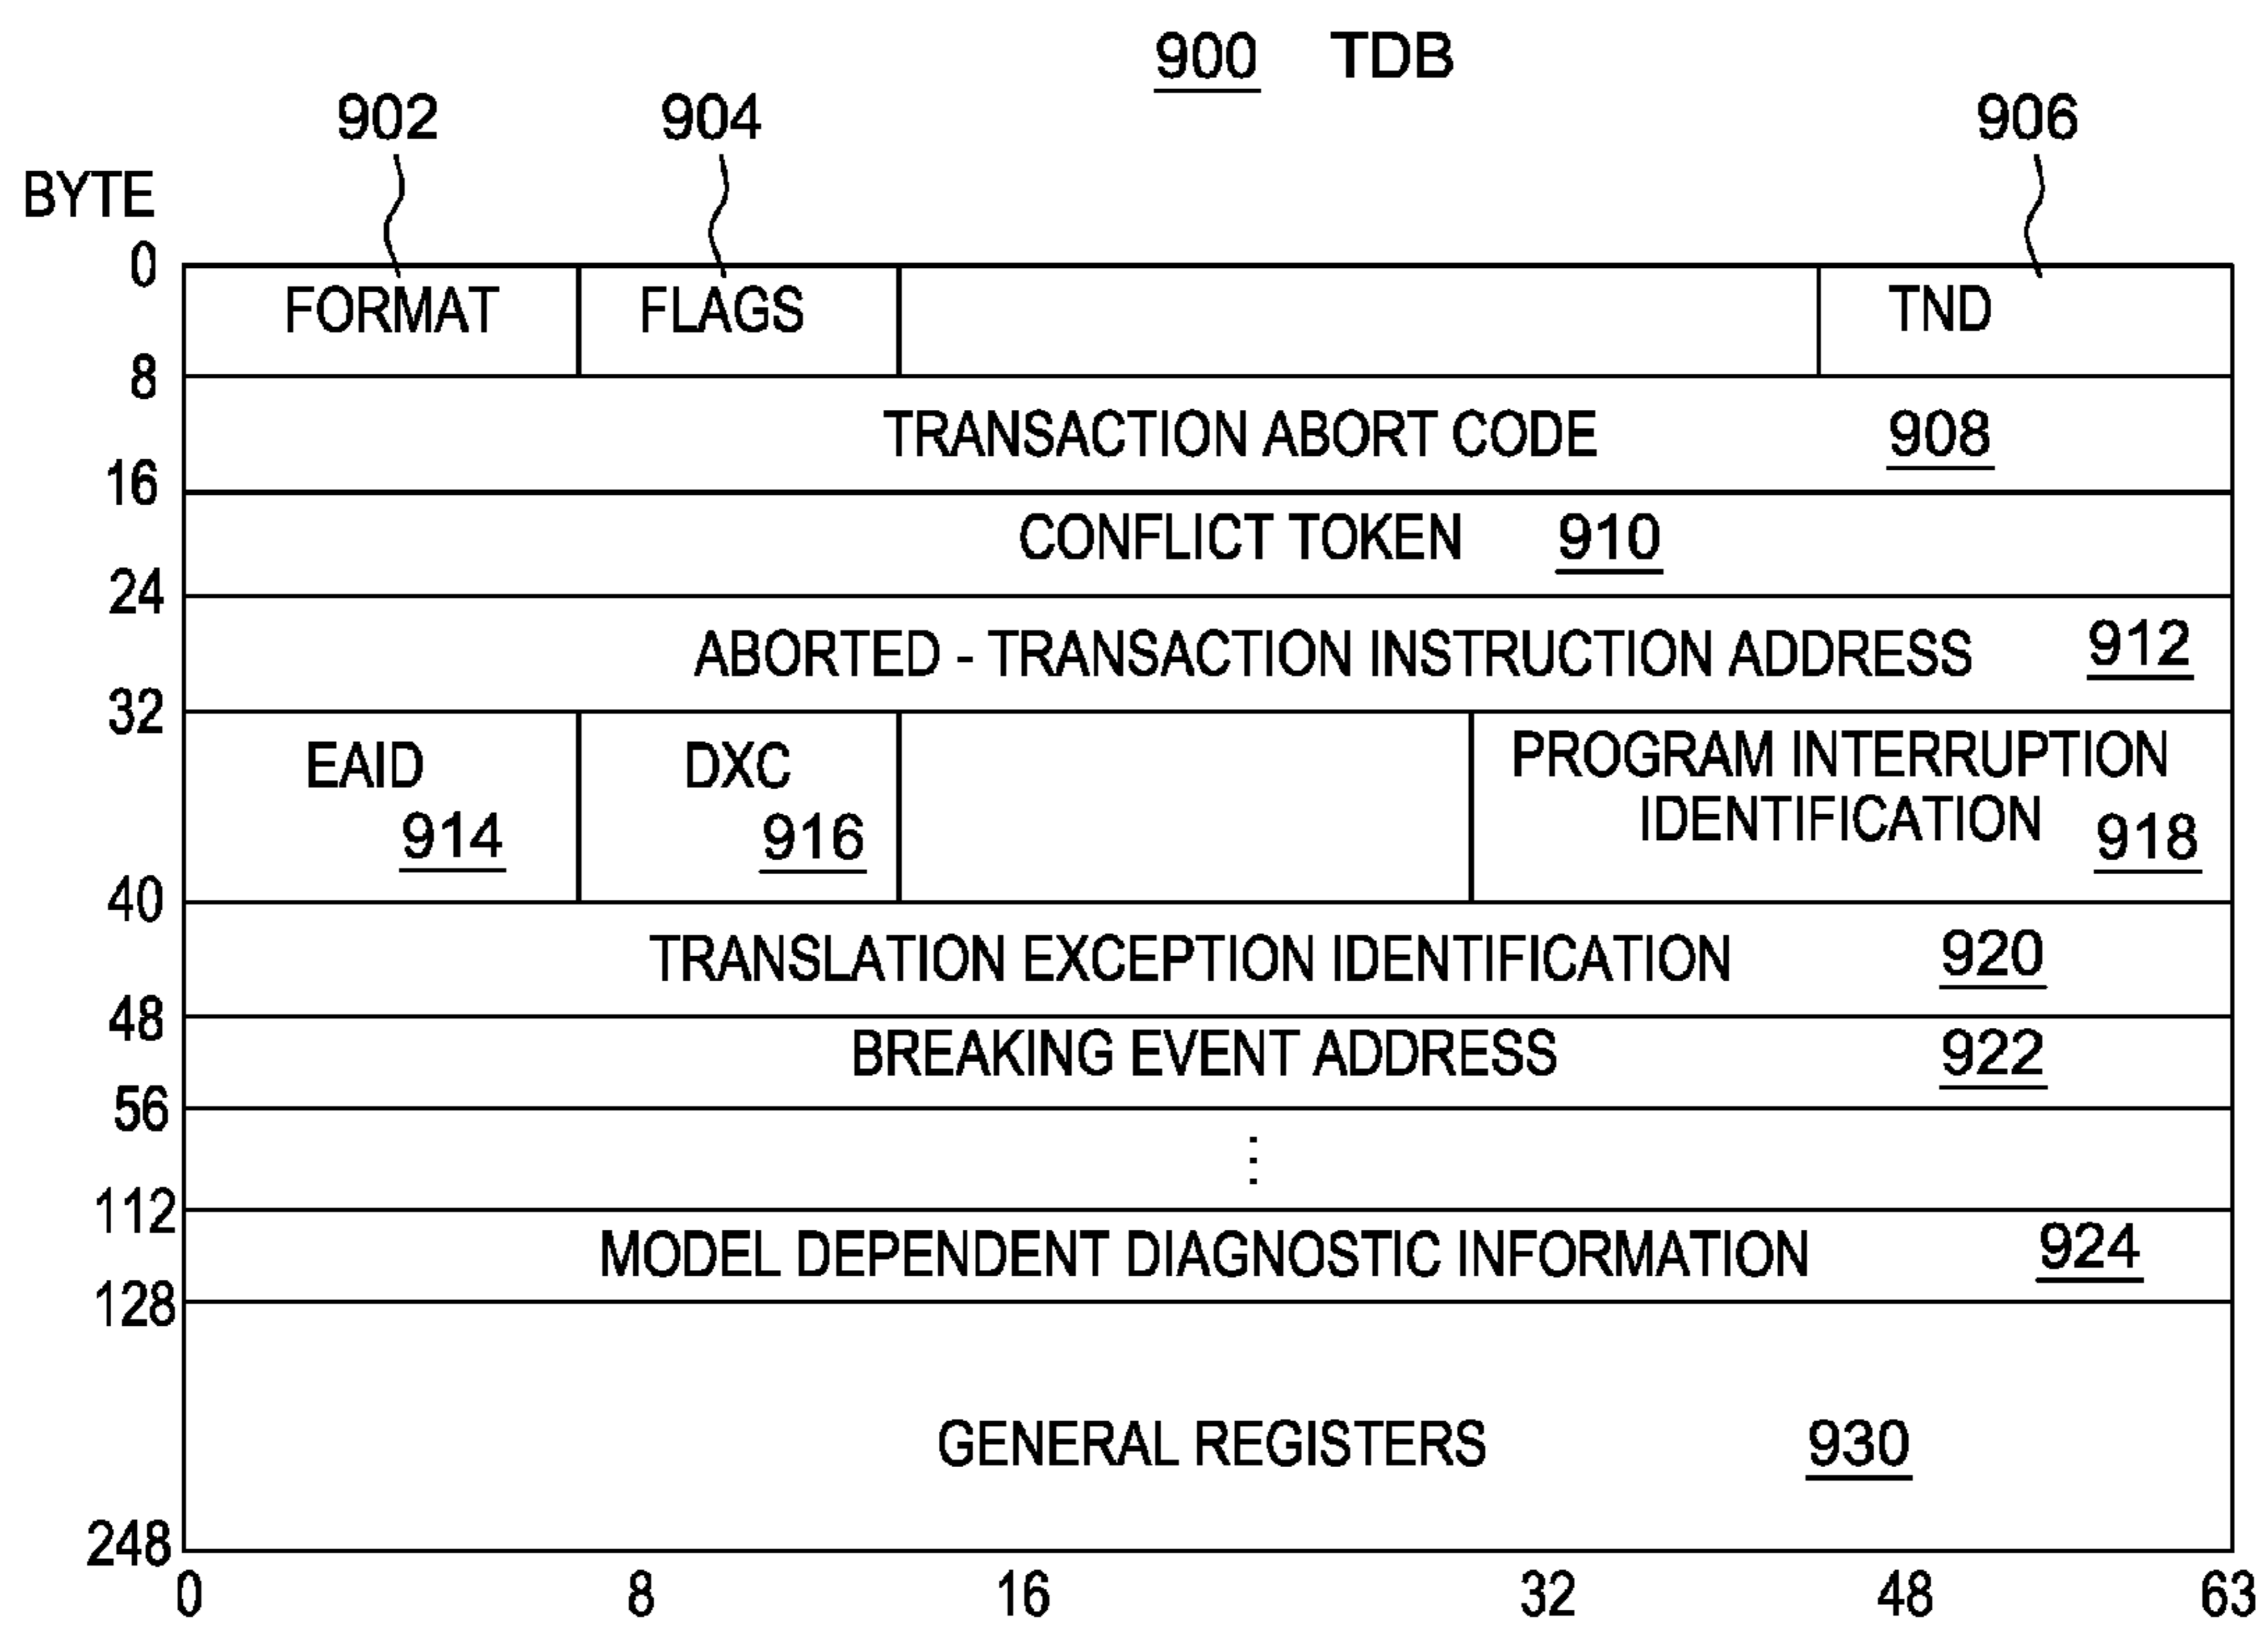 900 TDB
902 904 906
BYTE
0
FORMAT FLAGS TND
8
TRANSACTION ABORT CODE 908
16
CONFLICT TOKEN 910
24
ABORTED - TRANSACTION INSTRUCTION ADDRESS 912
32
EAID DXC PROGRAM INTERRUPTION
IDENTIFICATION
914 916 918
40
TRANSLATION EXCEPTION IDENTIFICATION 920
48
BREAKING EVENT ADDRESS 922
56
112
MODEL DEPENDENT DIAGNOSTIC INFORMATION 924
128
GENERAL REGISTERS 930
248
0 8 16 32 48 63